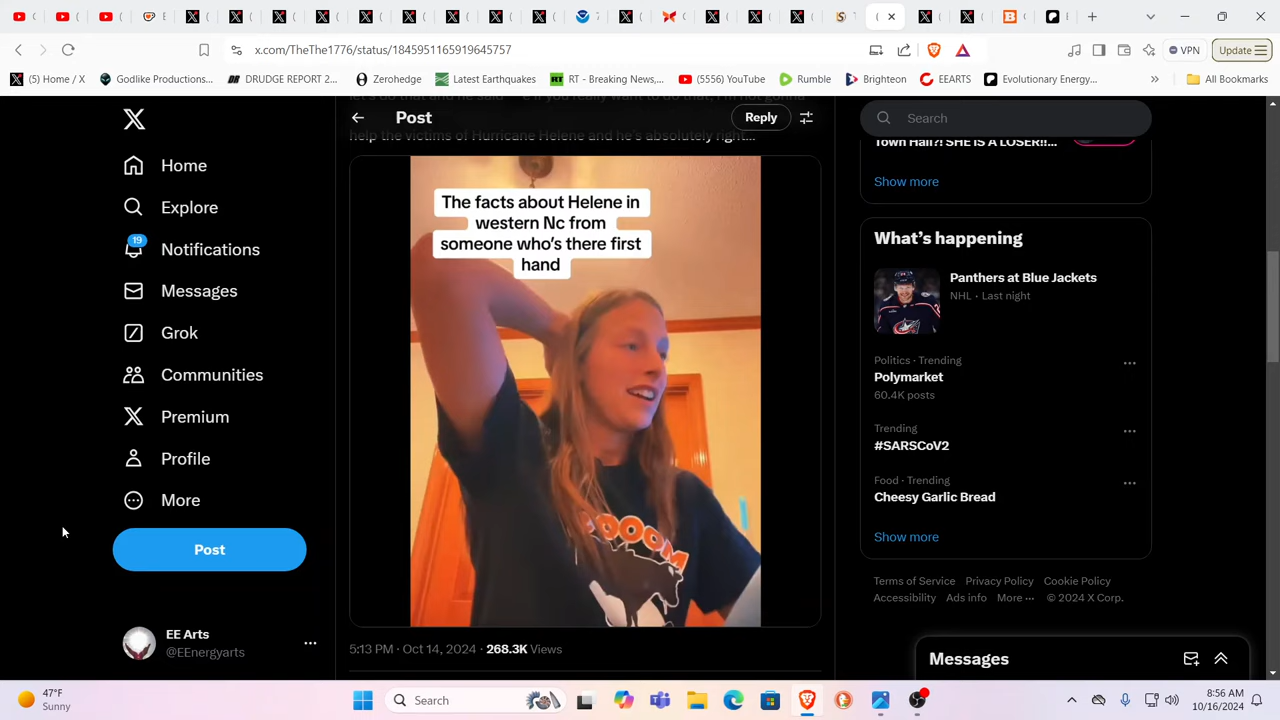 x.com/TheThe1776/status/1845951165919645757
VPN
Update
(5) Home / X
Godlike Productions...
DRUDGE REPORT 2...
Zerohedge
Latest Earthquakes
RT - Breaking News,...
(5556) YouTube
Rumble
Brighteon
EEARTS
Evolutionary Energy...
All Bookmarks
Home
Explore
19
Notifications
Messages
Grok
Communities
Premium
Profile
More
Post
EE Arts
@EEnergyarts
Post
Reply
help the victims of Hurricane Helene and he's absolutely right...
The facts about Helene in
western Nc from
someone who's there first
hand
5:13 PM · Oct 14, 2024 · 268.3K Views
Search
Town Hall?! SHE IS A LOSER!!...
Show more
What's happening
Panthers at Blue Jackets
NHL · Last night
Politics · Trending
Polymarket
60.4K posts
Trending
#SARSCoV2
Food · Trending
Cheesy Garlic Bread
Show more
Terms of Service Privacy Policy Cookie Policy
Accessibility Ads info More ··· © 2024 X Corp.
Messages
47°F
Sunny
Search
8:56 AM
10/16/2024